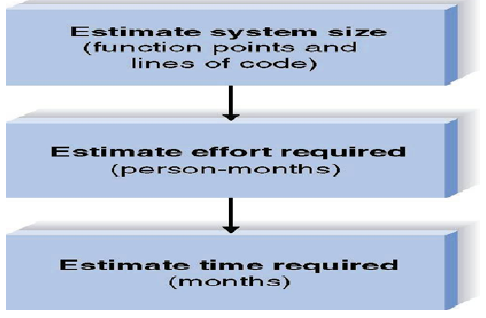 Estimate system size
(function points and
lines of code)
Estimate effort required
(person-months)
Estimate time required
(months)